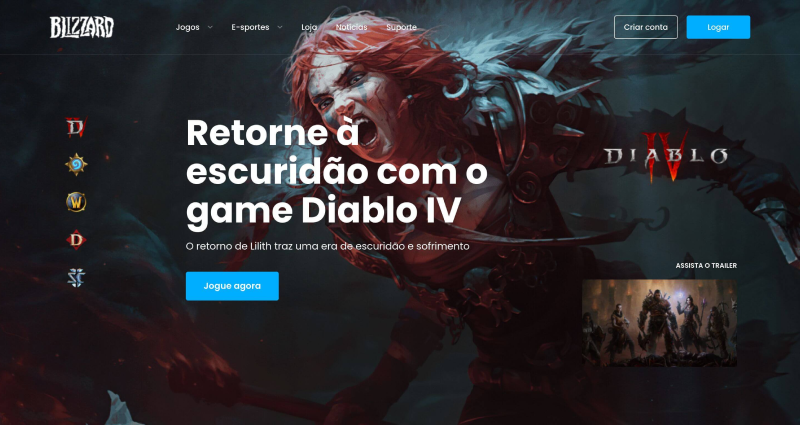 BLIZZARD
Jogos
E-sportes
Loja
Notícias
Suporte
Criar conta
Logar
Retorne à
escuridão com o
game Diablo IV
O retorno de Lilith traz uma era de escuridão e sofrimento
Jogue agora
DIABLO
IV
ASSISTA O TRAILER
D
W
D